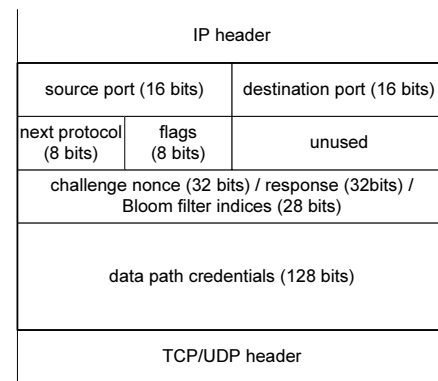 IP header
source port (16 bits)
destination port (16 bits)
next protocol
(8 bits)
flags
(8 bits)
unused
challenge nonce (32 bits) / response (32bits) /
Bloom filter indices (28 bits)
data path credentials (128 bits)
TCP/UDP header